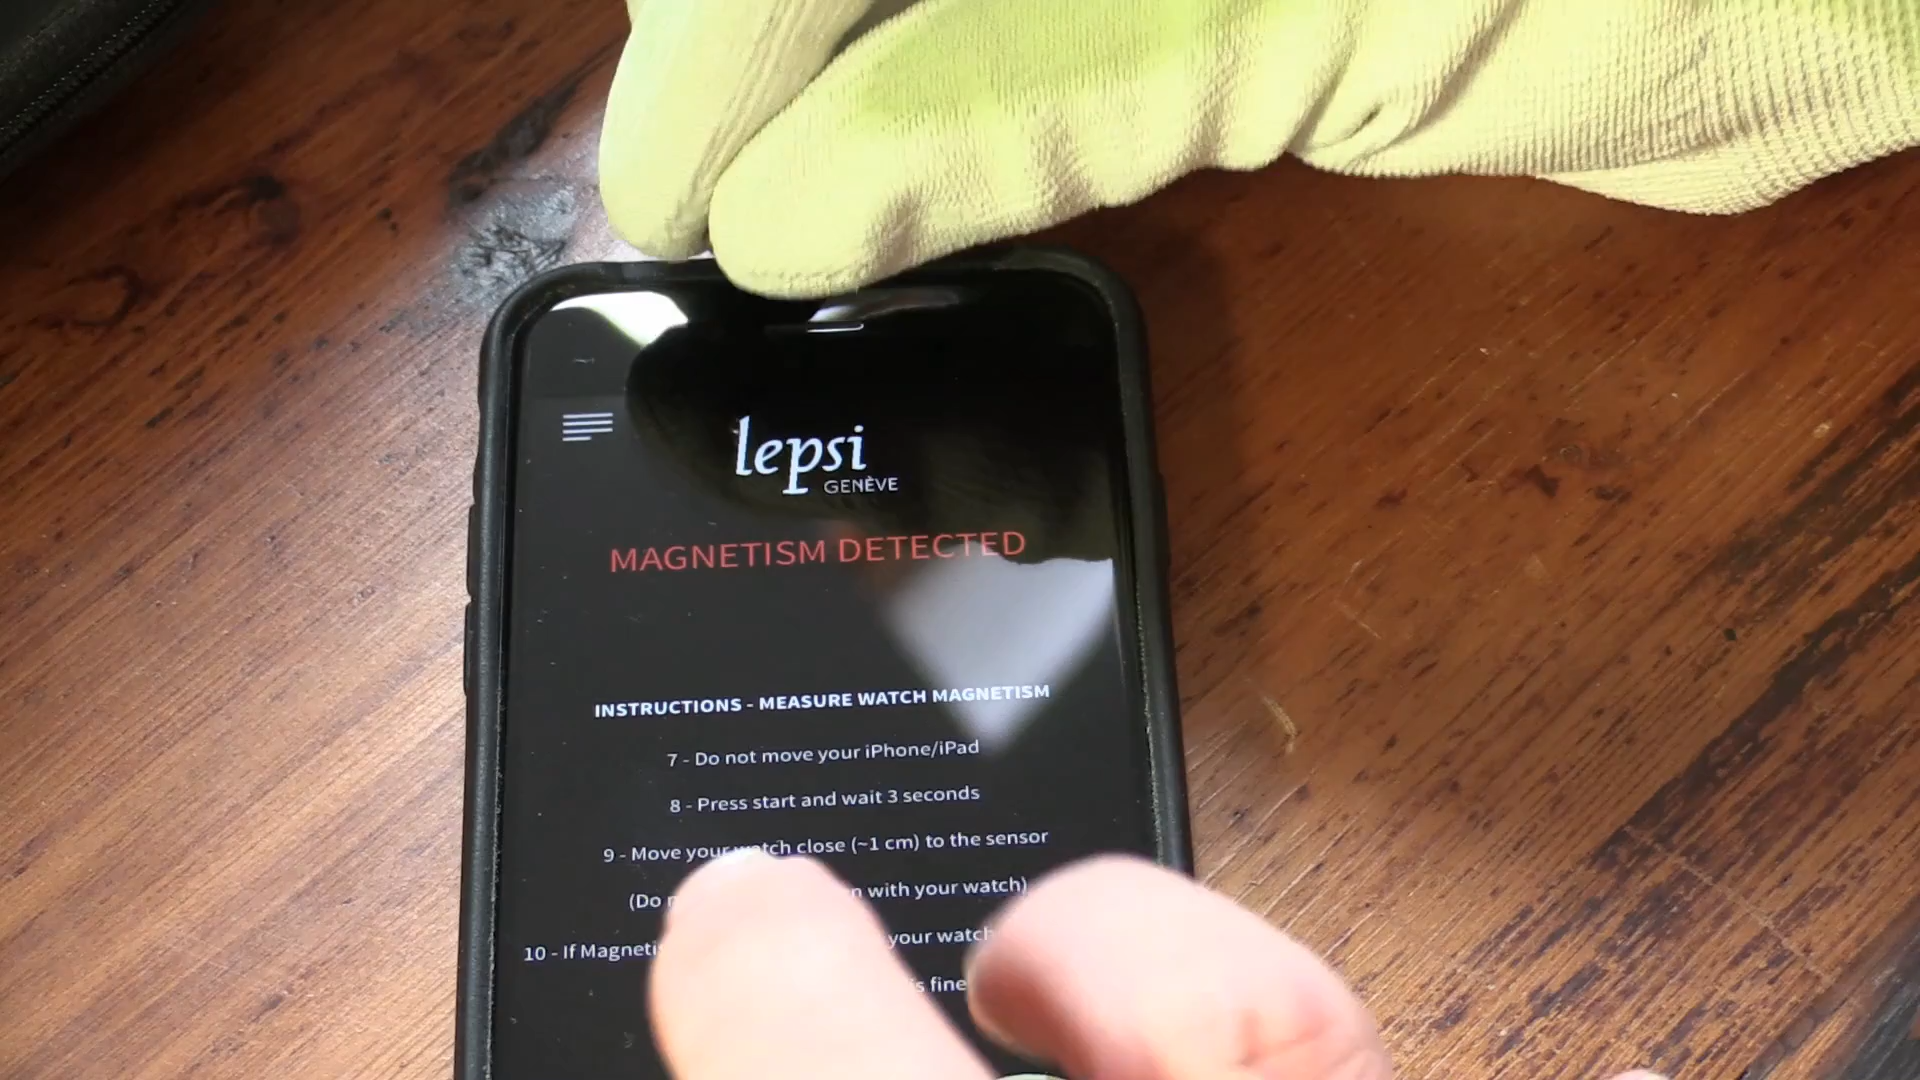 lepsi
GENÈVE
MAGNETISM DETECTED
INSTRUCTIONS - MEASURE WATCH MAGNETISM
7 - Do not move your iPhone/iPad
8 - Press start and wait 3 seconds
9 - Move your watch close (~1 cm) to the sensor
(Do with your watch)
10 - If your watch
fine